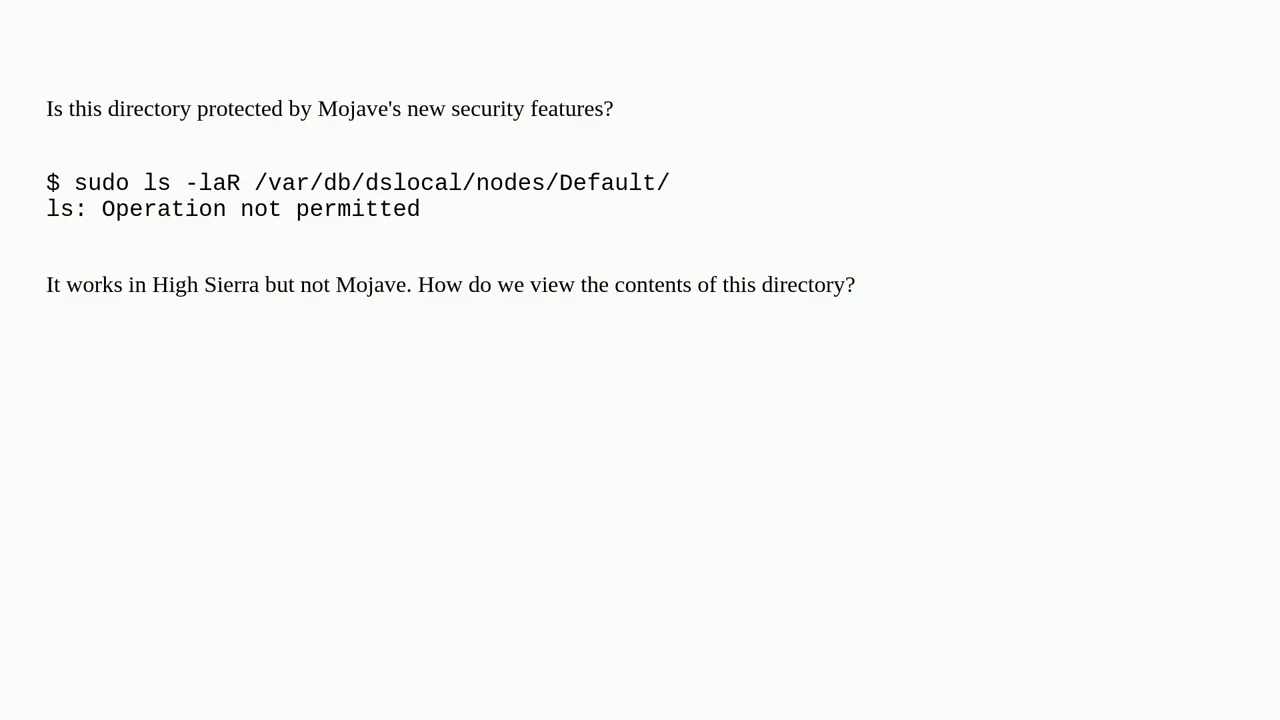 Is this directory protected by Mojave's new security features?
$ sudo ls -laR /var/db/dslocal/nodes/Default/
ls: Operation not permitted
It works in High Sierra but not Mojave. How do we view the contents of this directory?